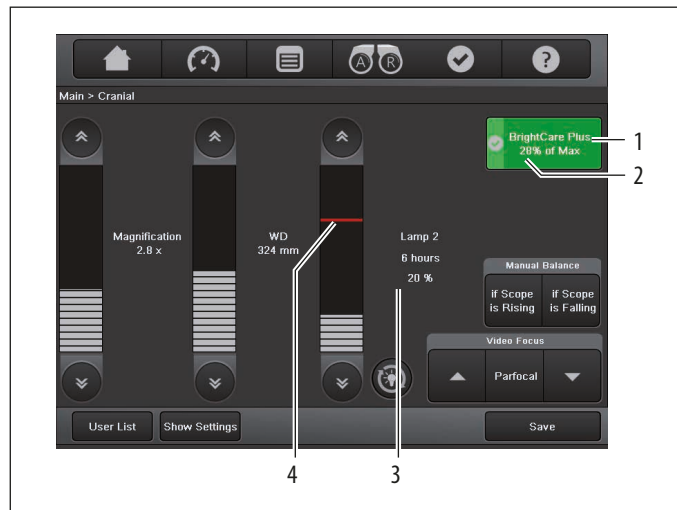 A R ?
Main > Cranial
BrightCare Plus
28% of Max
1
2
Magnification
2.8 x
WD
324 mm
Lamp 2
6 hours
20 %
Manual Balance
if Scope
is Rising
if Scope
is Falling
Video Focus
Parfocal
User List
Show Settings
Save
4
3